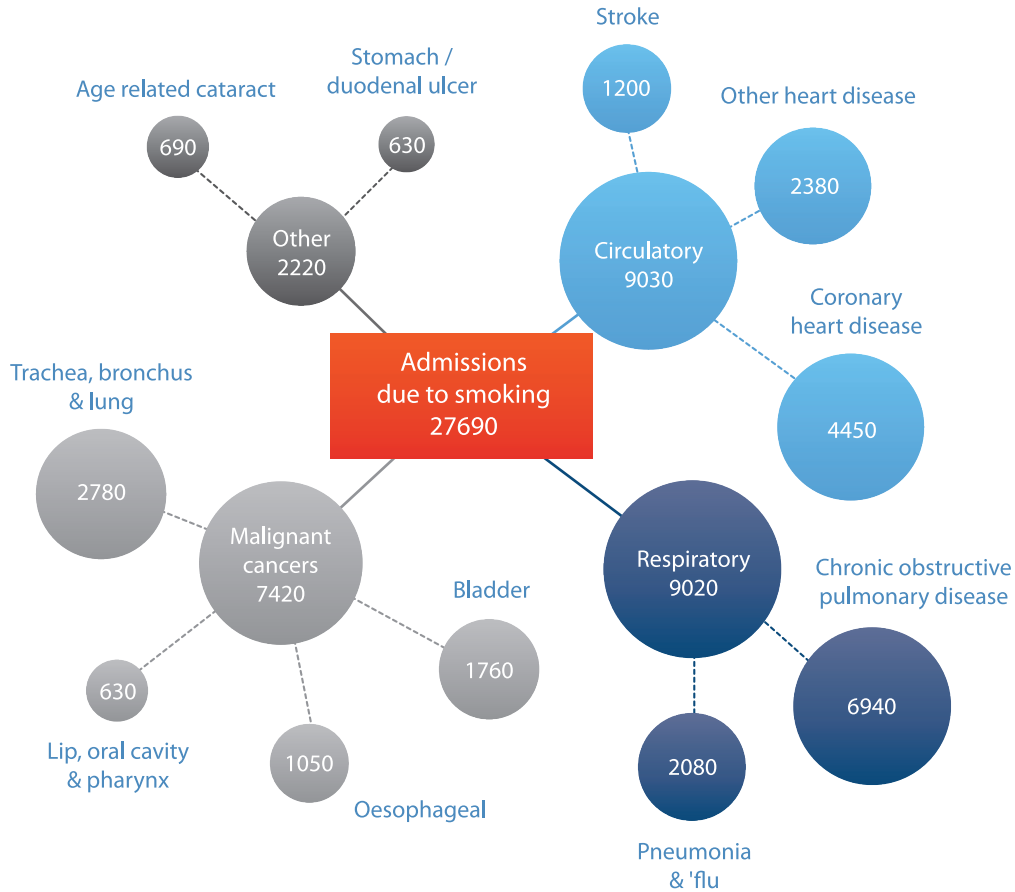 Stroke
1200
Stomach /
duodenal ulcer
630
Age related cataract
690
Other heart disease
2380
Other
2220
Circulatory
9030
Coronary
heart disease
4450
Admissions
due to smoking
27690
Trachea, bronchus
& lung
2780
Malignant
cancers
7420
Respiratory
9020
Chronic obstructive
pulmonary disease
6940
Bladder
1760
630
Lip, oral cavity
& pharynx
1050
Oesophageal
2080
Pneumonia
& 'flu